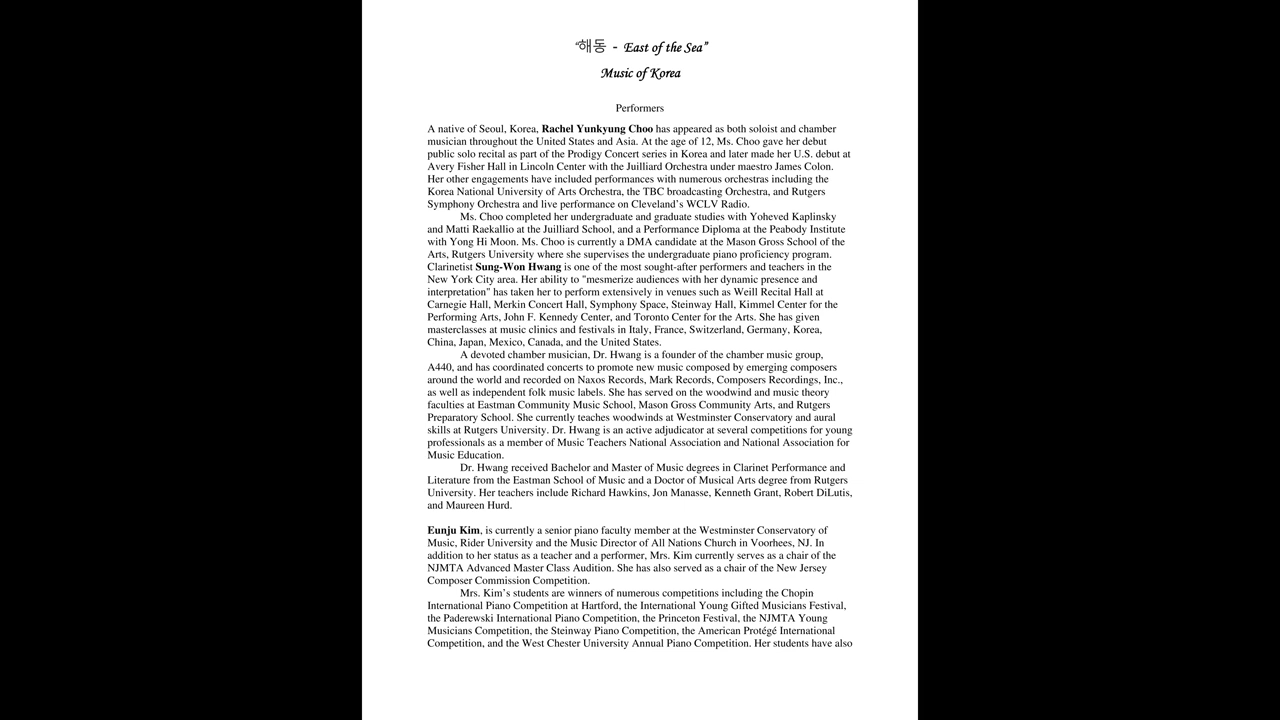 "해동 - East of the Sea"
Music of Korea
Performers
A native of Seoul, Korea, Rachel Yunkyung Choo has appeared as both soloist and chamber
musician throughout the United States and Asia. At the age of 12, Ms. Choo gave her debut
public solo recital as part of the Prodigy Concert series in Korea and later made her U.S. debut at
Avery Fisher Hall in Lincoln Center with the Juilliard Orchestra under maestro James Colon.
Her other engagements have included performances with numerous orchestras including the
Korea National University of Arts Orchestra, the TBC broadcasting Orchestra, and Rutgers
Symphony Orchestra and live performance on Cleveland's WCLV Radio.
Ms. Choo completed her undergraduate and graduate studies with Yoheved Kaplinsky
and Matti Raekallio at the Juilliard School, and a Performance Diploma at the Peabody Institute
with Yong Hi Moon. Ms. Choo is currently a DMA candidate at the Mason Gross School of the
Arts, Rutgers University where she supervises the undergraduate piano proficiency program.
Clarinetist Sung-Won Hwang is one of the most sought-after performers and teachers in the
New York City area. Her ability to "mesmerize audiences with her dynamic presence and
interpretation" has taken her to perform extensively in venues such as Weill Recital Hall at
Carnegie Hall, Merkin Concert Hall, Symphony Space, Steinway Hall, Kimmel Center for the
Performing Arts, John F. Kennedy Center, and Toronto Center for the Arts. She has given
masterclasses at music clinics and festivals in Italy, France, Switzerland, Germany, Korea,
China, Japan, Mexico, Canada, and the United States.
A devoted chamber musician, Dr. Hwang is a founder of the chamber music group,
A440, and has coordinated concerts to promote new music composed by emerging composers
around the world and recorded on Naxos Records, Mark Records, Composers Recordings, Inc.,
as well as independent folk music labels. She has served on the woodwind and music theory
faculties at Eastman Community Music School, Mason Gross Community Arts, and Rutgers
Preparatory School. She currently teaches woodwinds at Westminster Conservatory and aural
skills at Rutgers University. Dr. Hwang is an active adjudicator at several competitions for young
professionals as a member of Music Teachers National Association and National Association for
Music Education.
Dr. Hwang received Bachelor and Master of Music degrees in Clarinet Performance and
Literature from the Eastman School of Music and a Doctor of Musical Arts degree from Rutgers
University. Her teachers include Richard Hawkins, Jon Manasse, Kenneth Grant, Robert DiLutis,
and Maureen Hurd.
Eunju Kim, is currently a senior piano faculty member at the Westminster Conservatory of
Music, Rider University and the Music Director of All Nations Church in Voorhees, NJ. In
addition to her status as a teacher and a performer, Mrs. Kim currently serves as a chair of the
NJMTA Advanced Master Class Audition. She has also served as a chair of the New Jersey
Composer Commission Competition.
Mrs. Kim's students are winners of numerous competitions including the Chopin
International Piano Competition at Hartford, the International Young Gifted Musicians Festival,
the Paderewski International Piano Competition, the Princeton Festival, the NJMTA Young
Musicians Competition, the Steinway Piano Competition, the American Protégé International
Competition, and the West Chester University Annual Piano Competition. Her students have also